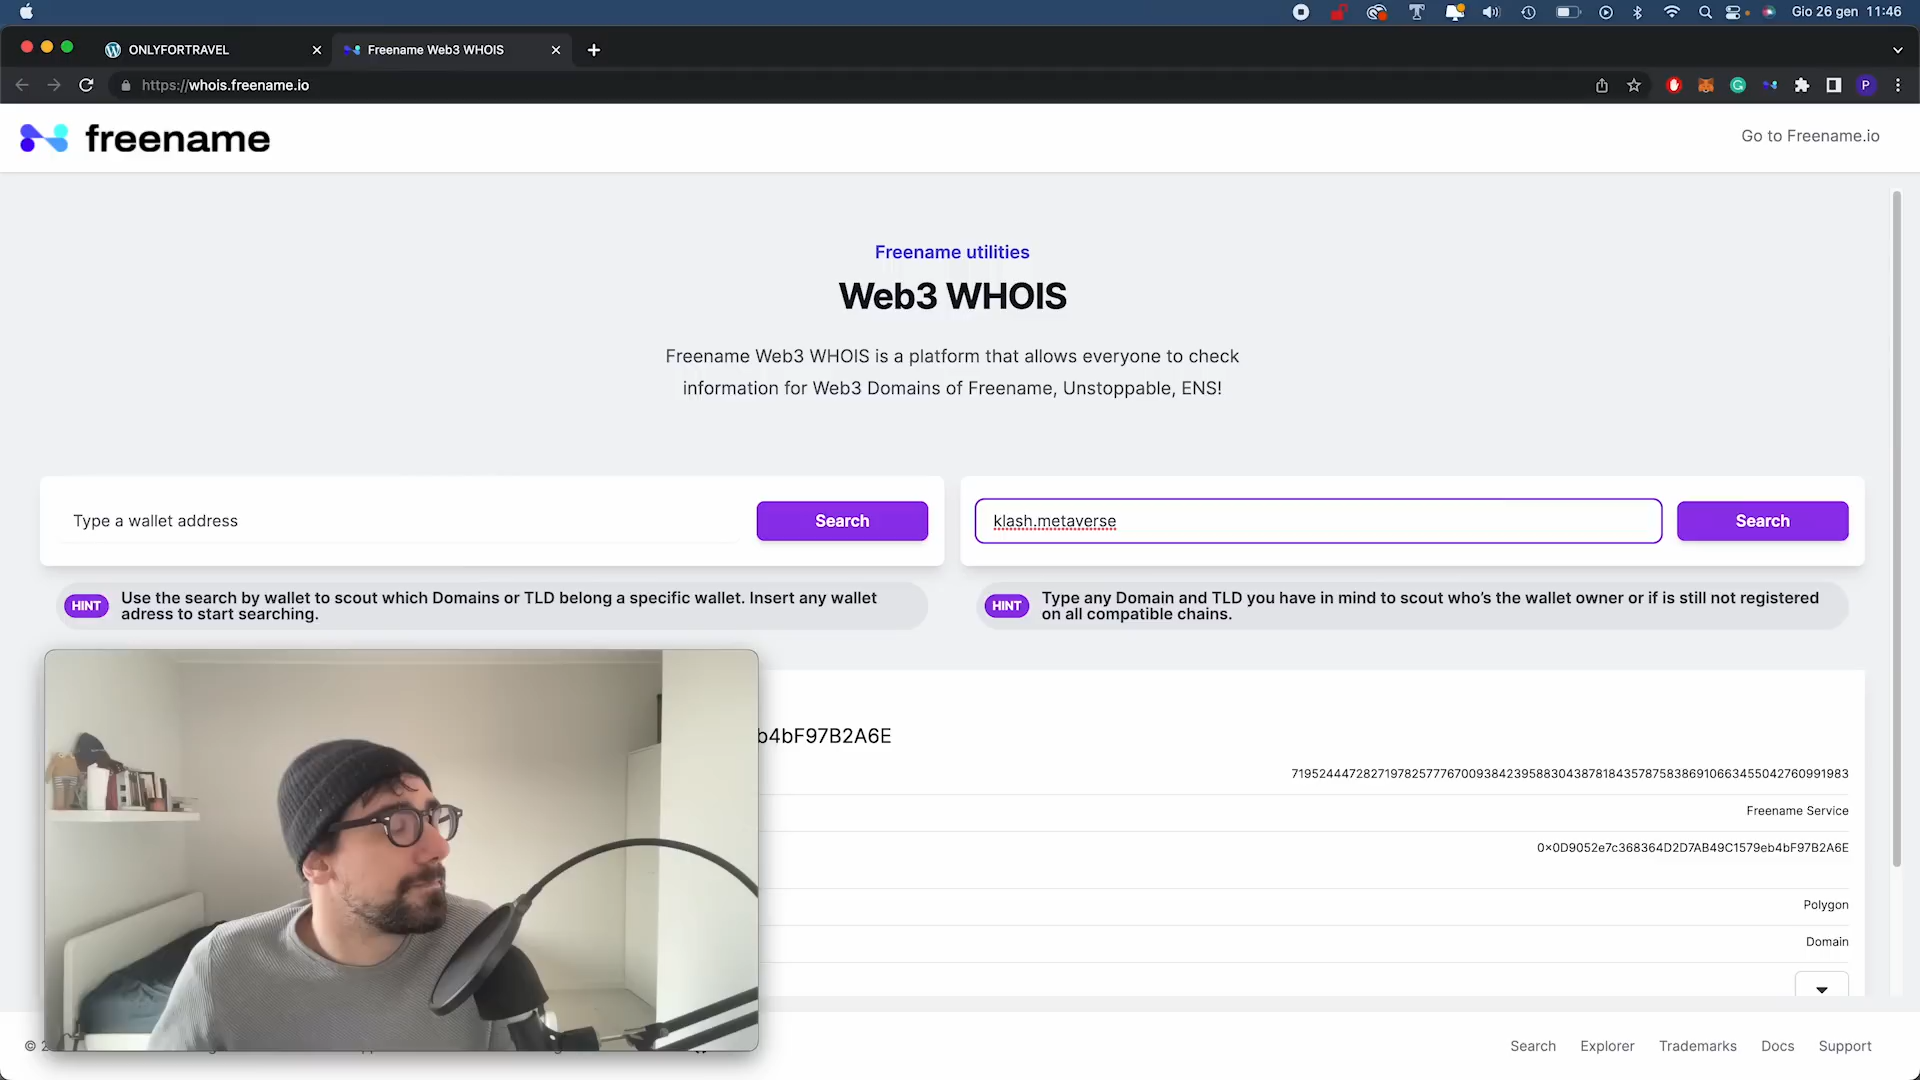 Gio 26 gen 11:46
ONLYFORTRAVEL
Freename Web3 WHOIS
https://whois.freename.io
P
freename
Go to Freename.io
Freename utilities
Web3 WHOIS
Freename Web3 WHOIS is a platform that allows everyone to check
information for Web3 Domains of Freename, Unstoppable, ENS!
Type a wallet address
Search
klash.metaverse
Search
HINT
Use the search by wallet to scout which Domains or TLD belong a specific wallet. Insert any wallet
adress to start searching.
HINT
Type any Domain and TLD you have in mind to scout who's the wallet owner or if is still not registered
on all compatible chains.
b4bF97B2A6E
71952444728271978257776700938423958830438781843578758386910663455042760991983
Freename Service
0x0D9052e7c368364D2D7AB49C1579eb4bF97B2A6E
Polygon
Domain
© 2
Search
Explorer
Trademarks
Docs
Support